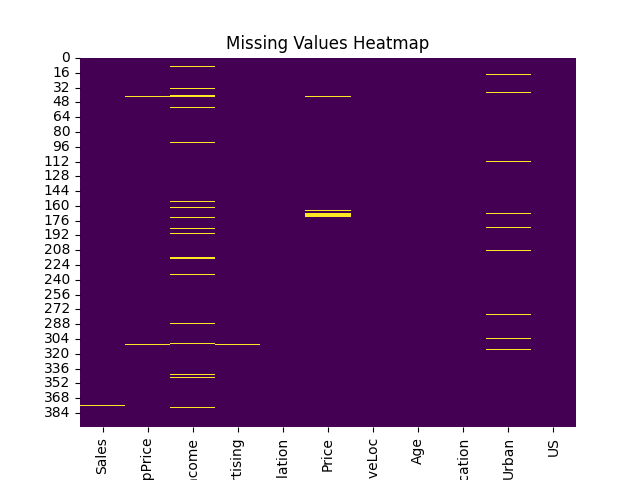 Missing Values Heatmap
0
16
32
48
64
80
96
112
128
144
160
176
192
208
224
240
256
272
288
304
320
336
352
368
384
Sales
pPrice
ncome
rtising
lation
Price
veLoc
Age
cation
Urban
US